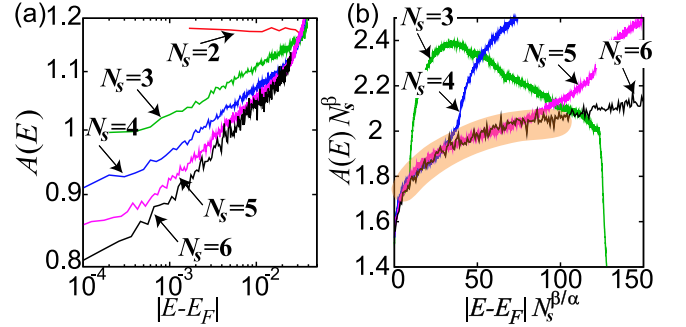 (a)
1.2
1.1
1
0.9
0.8
A(E)
N_s=2
N_s=3
N_s=4
N_s=5
N_s=6
10^-4
10^-3
10^-2
|E-E_F|
(b)
2.4
2.2
2
1.8
1.6
1.4
A(E) N_s^β
N_s=3
N_s=4
N_s=5
N_s=6
0
50
100
150
|E-E_F| N_s^β/α